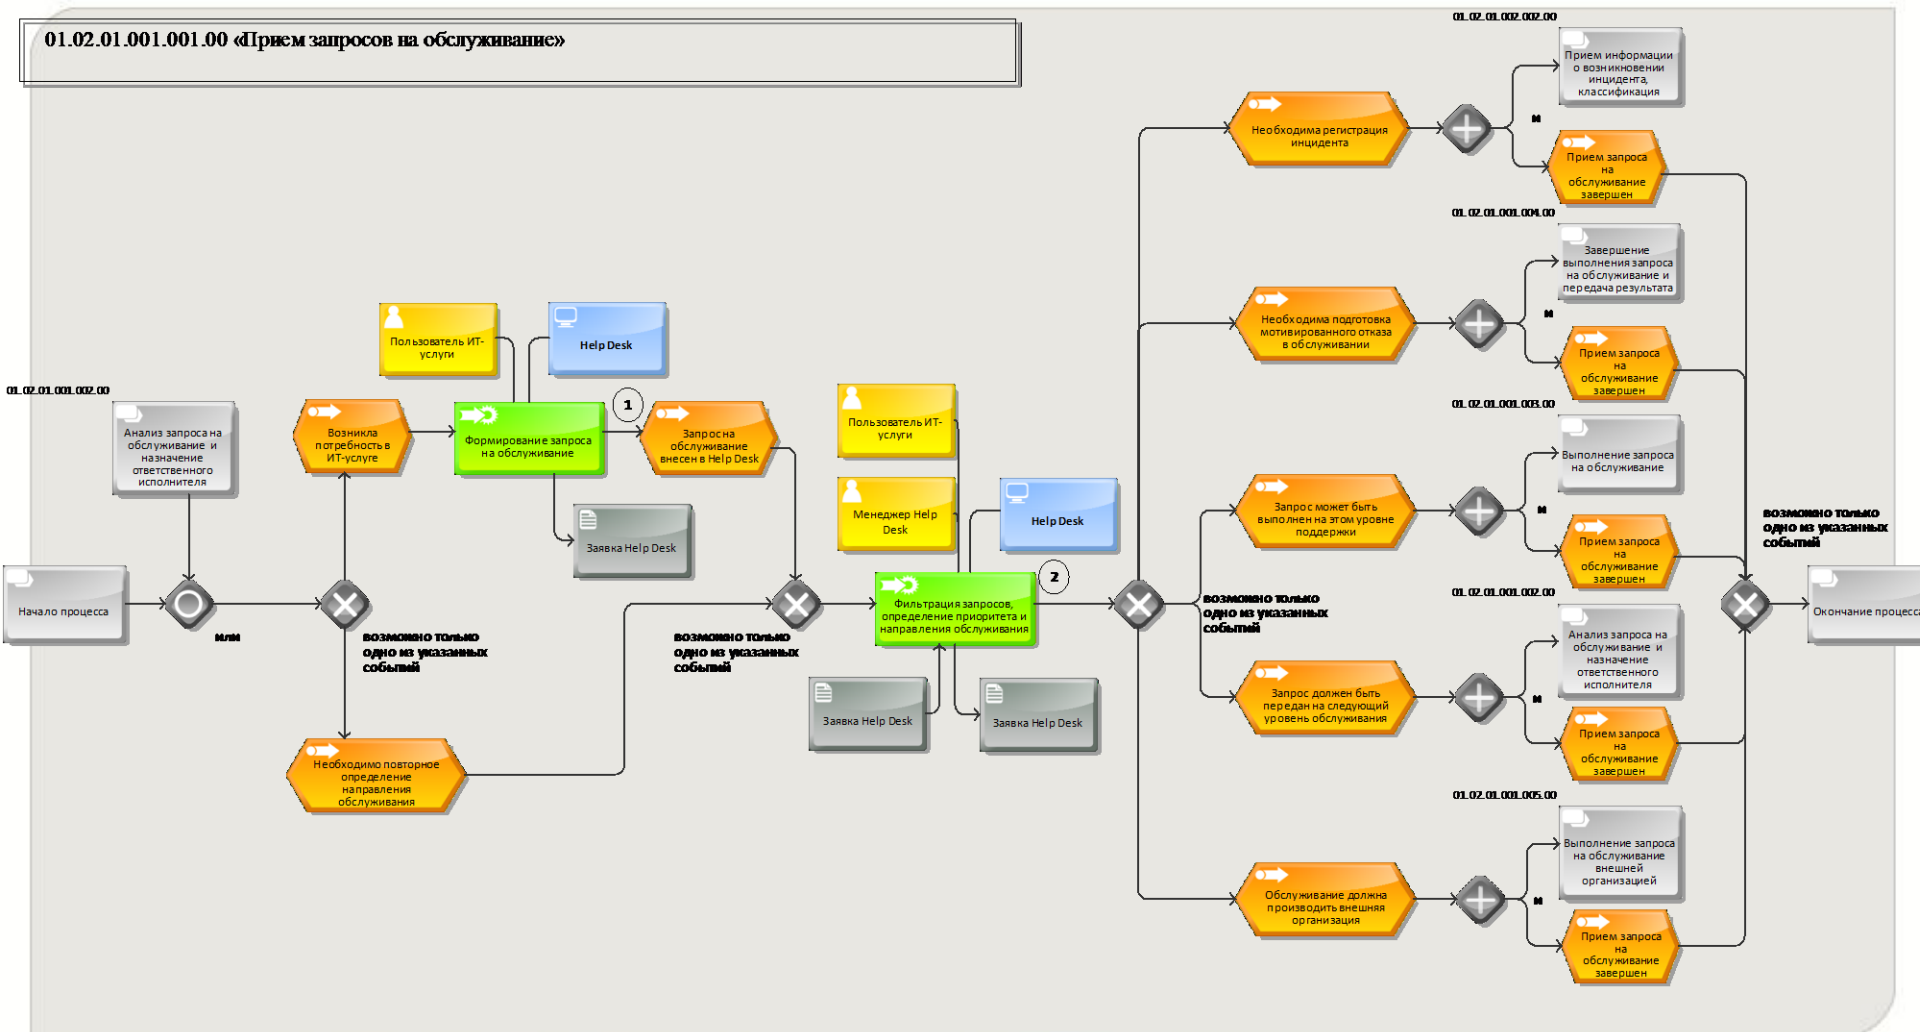 01.02.01.001.001.00 «Прием запросов на обслуживание»
01.02.01.001.002.00
Анализ запроса на
обслуживание и
назначение
ответственного
исполнителя
Начало процесса
или
Возникла
потребность в
ИТ-услуге
возможно только
одно из указанных
событий
Необходимо повторное
определение
направления
обслуживания
Пользователь ИТ-
услуги
Help Desk
Формирование запроса
на обслуживание
1
Заявка Help Desk
Запрос на
обслуживание
внесен в Help Desk
возможно только
одно из указанных
событий
Пользователь ИТ-
услуги
Менеджер Help
Desk
Help Desk
Фильтрация запросов,
определение приоритета и
направления обслуживания
2
Заявка Help Desk
Заявка Help Desk
возможно только
одно из указанных
событий
01.02.01.002.002.00
Необходима регистрация
инцидента
Прием информации
о возникновении
инцидента,
классификация
и
Прием запроса
на
обслуживание
завершен
01.02.01.001.004.00
Необходима подготовка
мотивированного отказа
в обслуживании
Завершение
выполнения запроса
на обслуживание и
передача результата
и
Прием запроса
на
обслуживание
завершен
01.02.01.001.003.00
Запрос может быть
выполнен на этом уровне
поддержки
Выполнение запроса
на обслуживание
и
Прием запроса
на
обслуживание
завершен
01.02.01.001.002.00
Запрос должен быть
передан на следующий
уровень обслуживания
Анализ запроса на
обслуживание и
назначение
ответственного
исполнителя
и
Прием запроса
на
обслуживание
завершен
01.02.01.001.005.00
Обслуживание должна
производить внешняя
организация
Выполнение запроса
на обслуживание
внешней
организацией
и
Прием запроса
на
обслуживание
завершен
возможно только
одно из указанных
событий
Окончание процесса